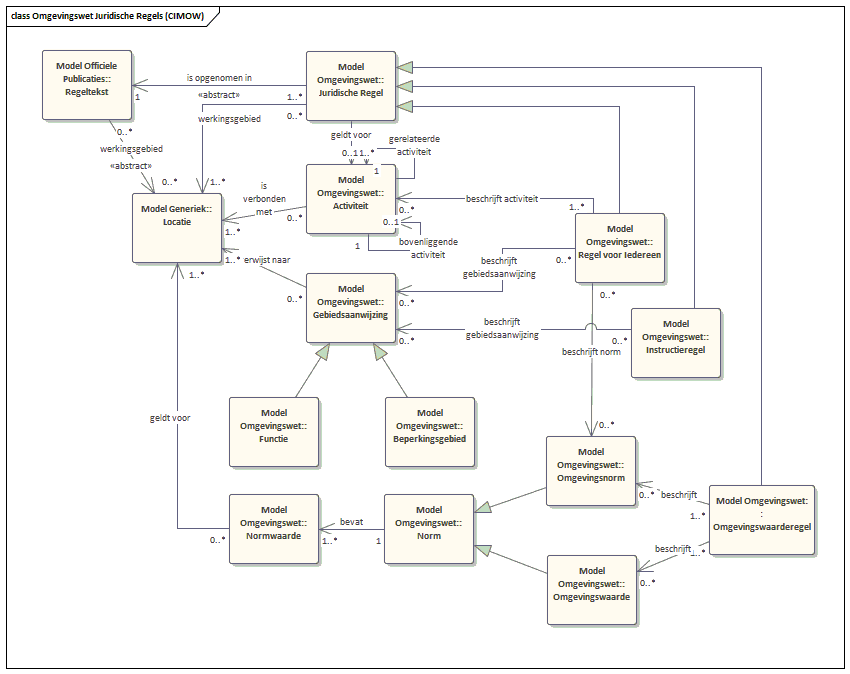 class Omgevingswet Juridische Regels (CIMOW)
Model Officiele
Publicaties::
Regeltekst
Model
Omgevingswet::
Juridische Regel
is opgenomen in
1
«abstract»
1..*
0..*
werkingsgebied
0..*
werkingsgebied
«abstract»
0..*
1..*
geldt voor
0..1
1..*
gerelateerde
activiteit
1
Model Generiek::
Locatie
is
verbonden
met
1..*
0..*
Model
Omgevingswet::
Activiteit
beschrijft activiteit
0..*
1..*
0..1
1
bovenliggende
activiteit
Model
Omgevingswet::
Regel voor Iedereen
1..*
erwijst naar
0..*
1..*
Model
Omgevingswet::
Gebiedsaanwijzing
beschrijft
gebiedsaanwijzing
0..*
0..*
0..*
beschrijft
gebiedsaanwijzing
0..*
0..*
Model
Omgevingswet::
Instructieregel
beschrijft norm
0..*
Model
Omgevingswet::
Functie
Model
Omgevingswet::
Beperkingsgebied
geldt voor
0..*
Model
Omgevingswet::
Normwaarde
bevat
1..*
1
Model
Omgevingswet::
Norm
Model
Omgevingswet::
Omgevingsnorm
beschrijft
0..*
1..*
Model Omgevingswet:
:
Omgevingswaarderegel
beschrijft
1..*
0..*
Model
Omgevingswet::
Omgevingswaarde